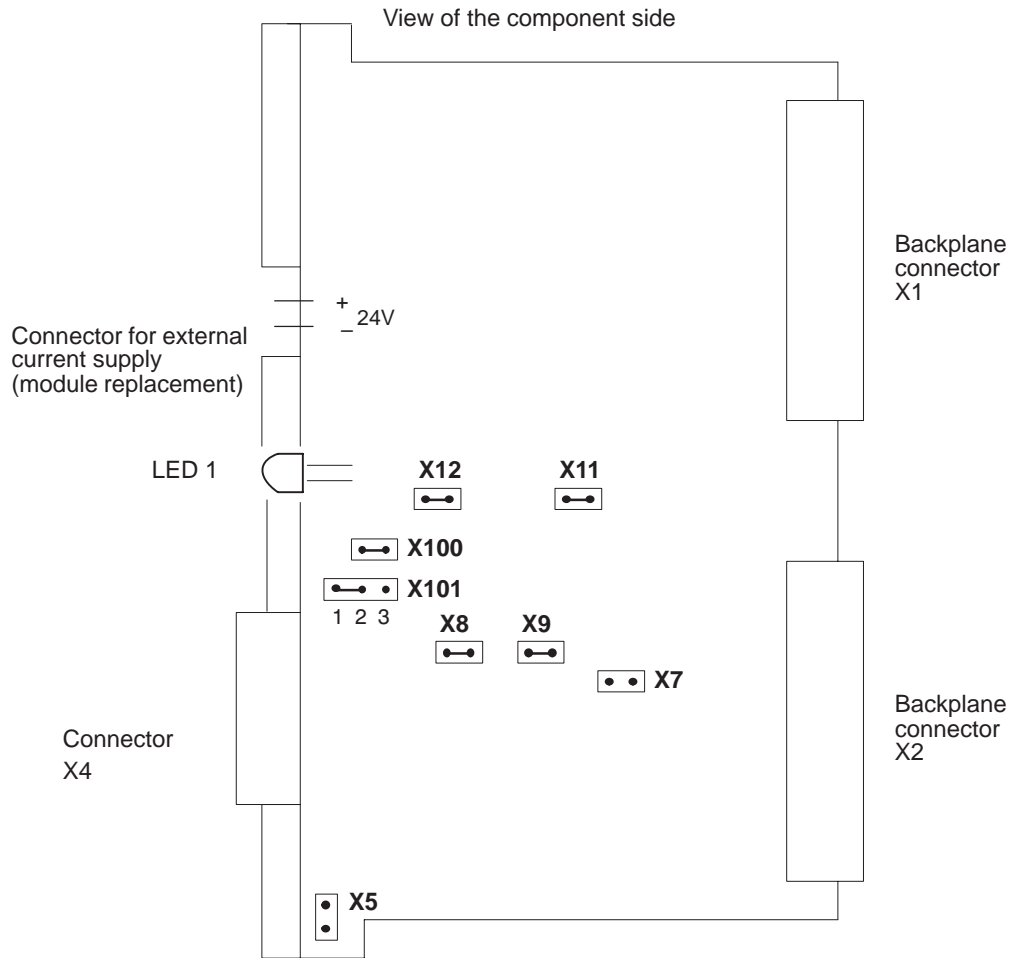 View of the component side
Backplane
connector
X1
+
– 24V
Connector for external
current supply
(module replacement)
LED 1
X12
X11
X100
X101
1 2 3
X8
X9
X7
Backplane
connector
X2
Connector
X4
X5